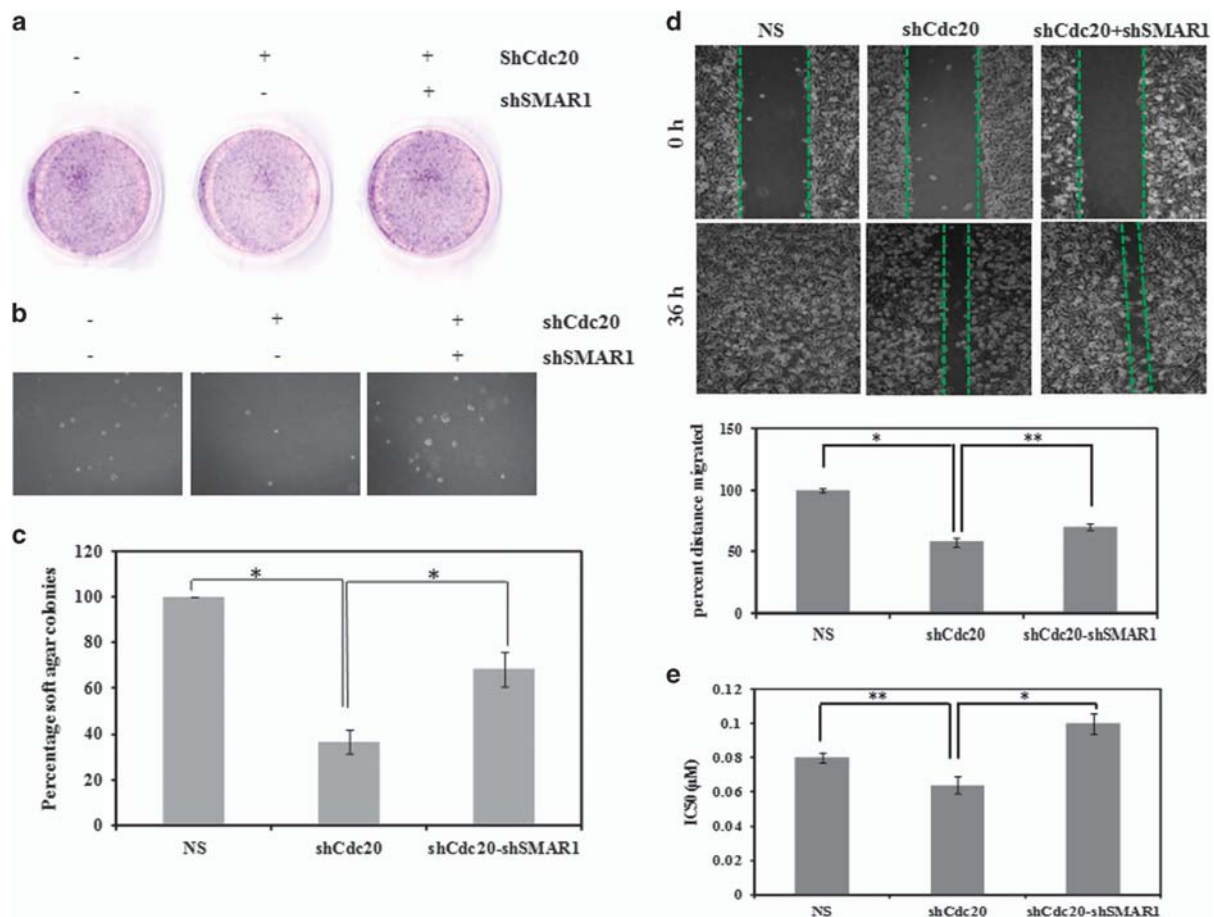 a
- + + ShCdc20
- - + shSMAR1
b
- + + shCdc20
- - + shSMAR1
c
Percentage soft agar colonies
120
100
80
60
40
20
0
* *
NS shCdc20 shCdc20-shSMAR1
d
NS shCdc20 shCdc20+shSMAR1
0 h
36 h
percent distance migrated
150
100
50
0
* **
NS shCdc20 shCdc20-shSMAR1
e
IC50 (µM)
0.12
0.1
0.08
0.06
0.04
0.02
0
** *
NS shCdc20 shCdc20-shSMAR1